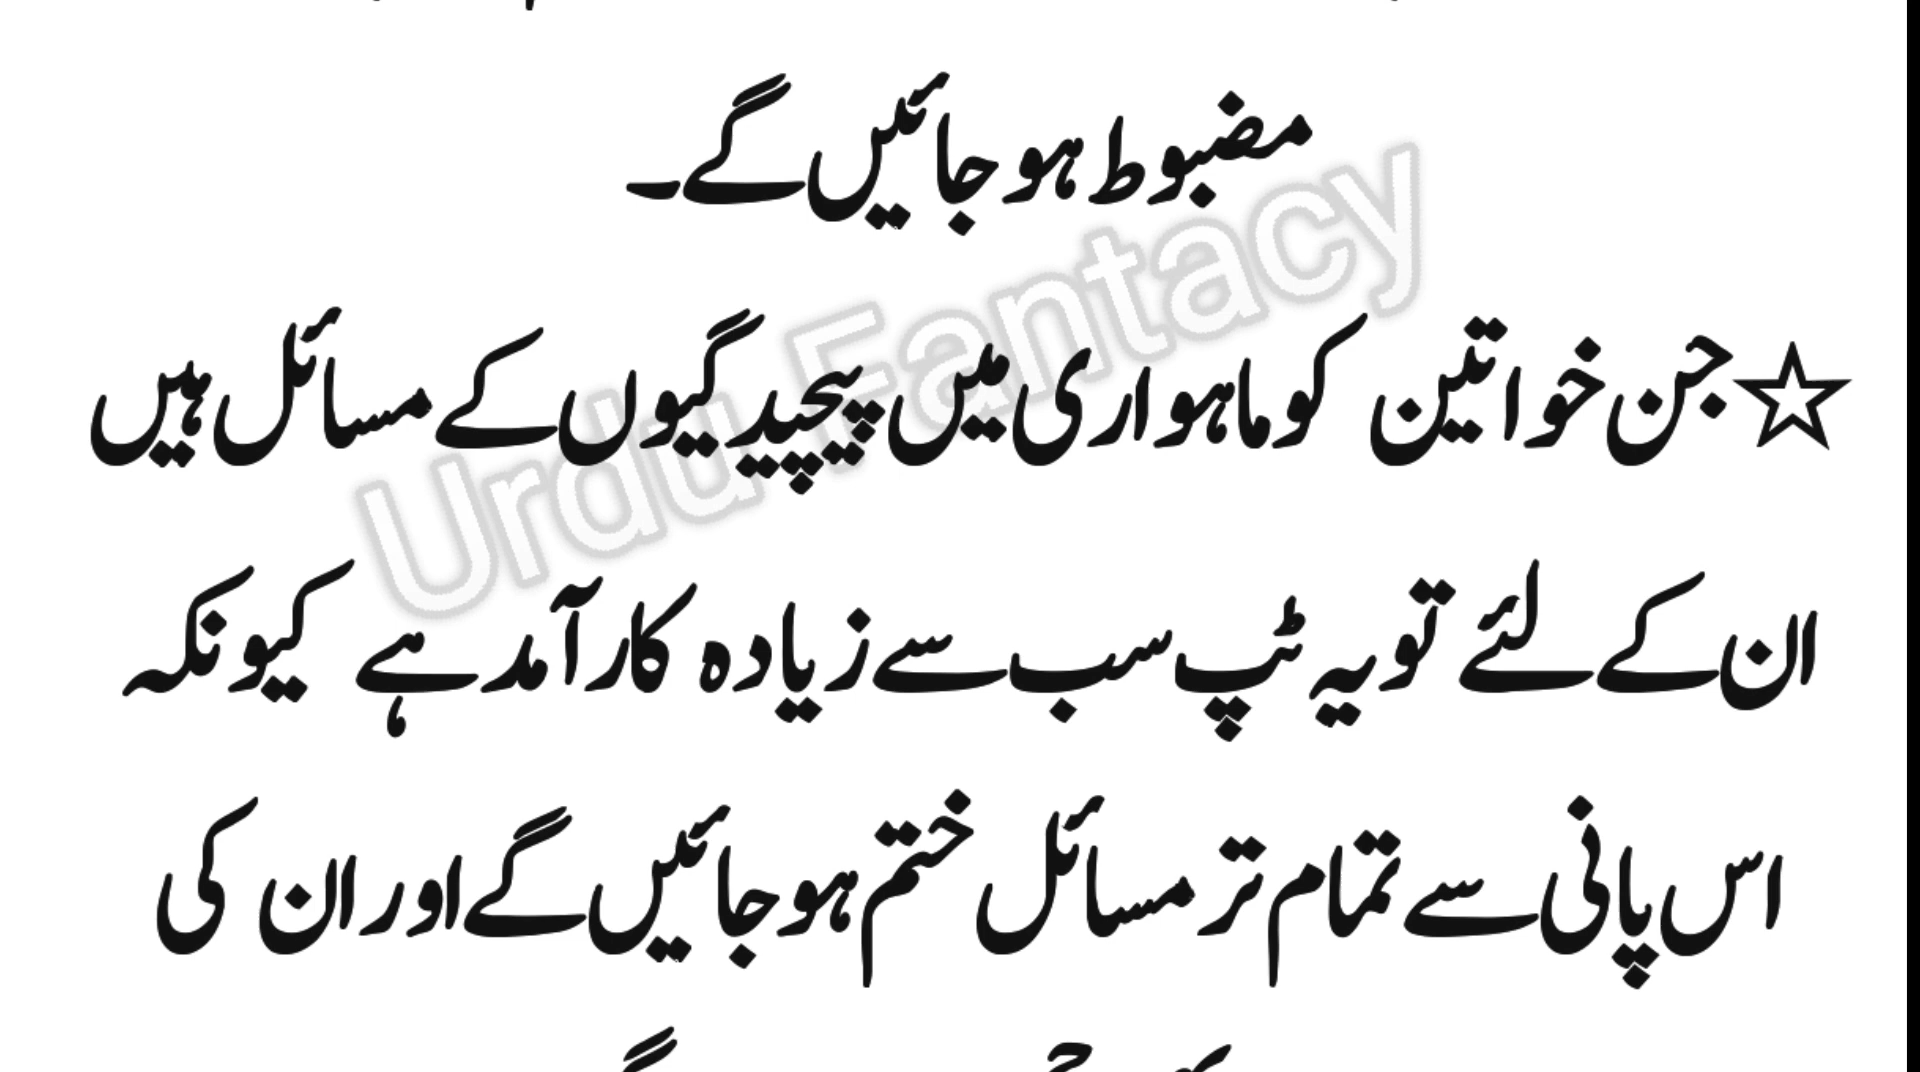 مضبوط ہو جائیں گے۔
☆جن خواتین کو ماہواری میں پیچیدگیوں کے مسائل ہیں
ان کے لئے تو یہ ٹپ سب سے زیادہ کارآمد ہے کیونکہ
اس پانی سے تمام تر مسائل ختم ہو جائیں گے اور ان کی
Urdu Fantacy